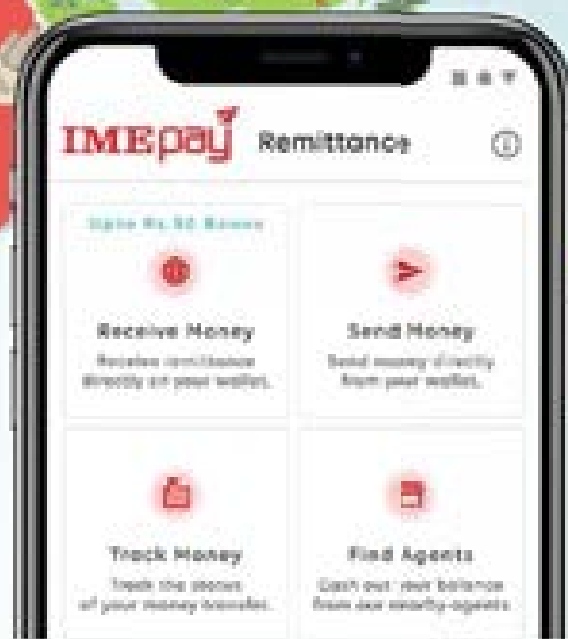 IMEpay Remittance
Upto Rs.50 Bonus
Receive Money
Receive remittance
directly on your wallet.
Send Money
Send money directly
from your wallet.
Track Money
Track the status
of your money transfer.
Find Agents
Cash out your balance
from our nearby agents